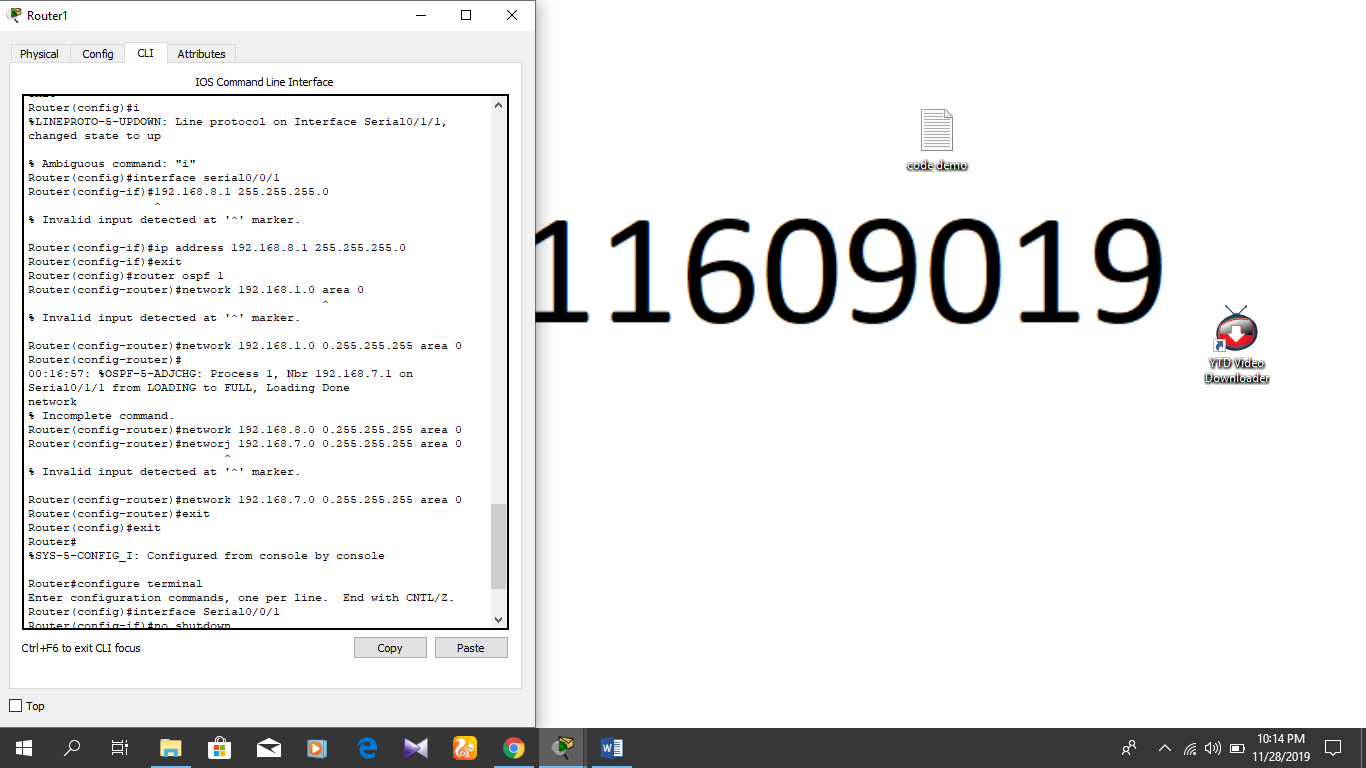 Router1
Physical Config CLI Attributes
IOS Command Line Interface
Router(config)#i
%LINEPROTO-5-UPDOWN: Line protocol on Interface Serial0/1/1,
changed state to up
% Ambiguous command: "i"
Router(config)#interface serial0/0/1
Router(config-if)#192.168.8.1 255.255.255.0
^
% Invalid input detected at '^' marker.
Router(config-if)#ip address 192.168.8.1 255.255.255.0
Router(config-if)#exit
Router(config)#router ospf 1
Router(config-router)#network 192.168.1.0 area 0
^
% Invalid input detected at '^' marker.
Router(config-router)#network 192.168.1.0 0.255.255.255 area 0
Router(config-router)#
00:16:57: %OSPF-5-ADJCHG: Process 1, Nbr 192.168.7.1 on
Serial0/1/1 from LOADING to FULL, Loading Done
network
% Incomplete command.
Router(config-router)#network 192.168.8.0 0.255.255.255 area 0
Router(config-router)#networj 192.168.7.0 0.255.255.255 area 0
^
% Invalid input detected at '^' marker.
Router(config-router)#network 192.168.7.0 0.255.255.255 area 0
Router(config-router)#exit
Router(config)#exit
Router#
%SYS-5-CONFIG_I: Configured from console by console
Router#configure terminal
Enter configuration commands, one per line.  End with CNTL/Z.
Router(config)#interface Serial0/0/1
Router(config-if)#no shutdown
Ctrl+F6 to exit CLI focus
Copy Paste
Top
code demo
11609019
YTD Video
Downloader
10:14 PM
11/28/2019